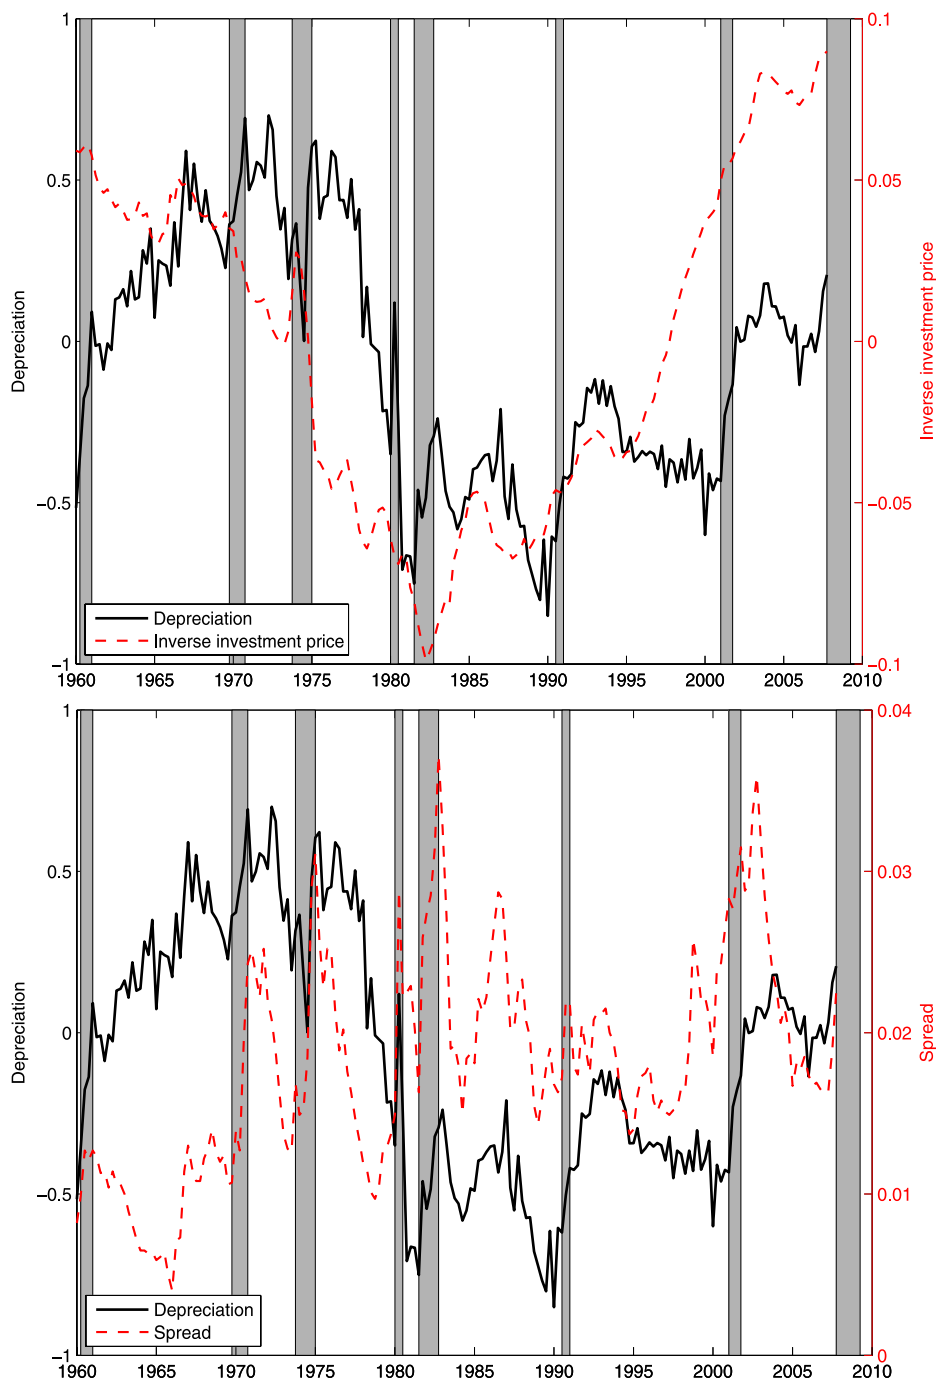 1
0.5
0
−0.5
−1
Depreciation
0.1
0.05
0
−0.05
−0.1
Inverse investment price
Depreciation
Inverse investment price
1960 1965 1970 1975 1980 1985 1990 1995 2000 2005 2010
1
0.5
0
−0.5
−1
Depreciation
0.04
0.03
0.02
0.01
0
Spread
Depreciation
Spread
1960 1965 1970 1975 1980 1985 1990 1995 2000 2005 2010